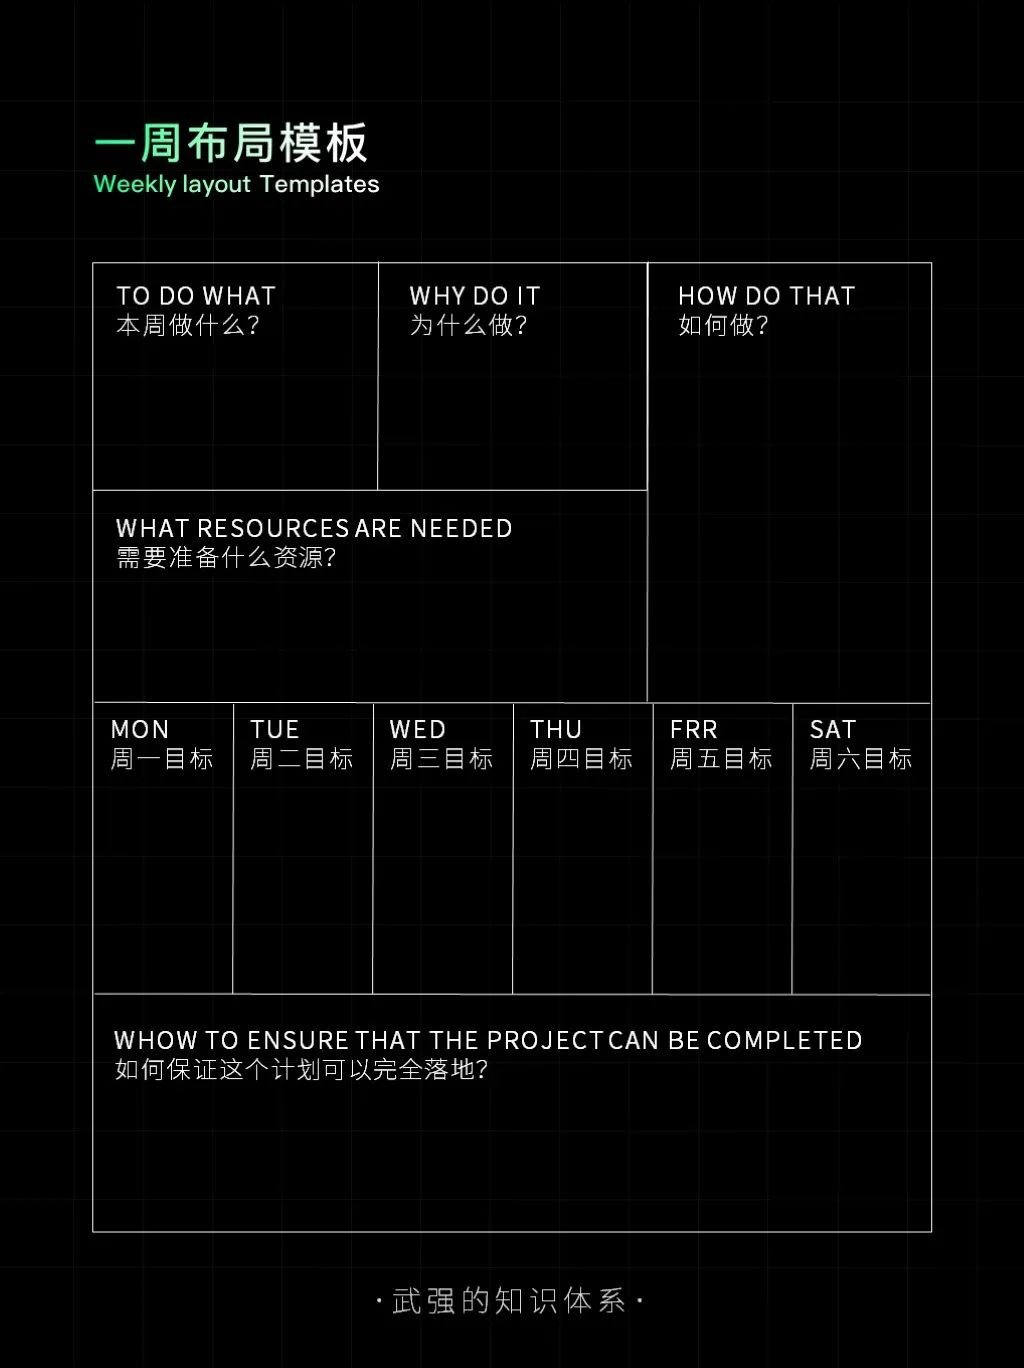 一周布局模板
Weekly layout Templates
TO DO WHAT
本周做什么？
WHY DO IT
为什么做？
HOW DO THAT
如何做？
WHAT RESOURCES ARE NEEDED
需要准备什么资源？
MON
周一目标
TUE
周二目标
WED
周三目标
THU
周四目标
FRR
周五目标
SAT
周六目标
WHOW TO ENSURE THAT THE PROJECT CAN BE COMPLETED
如何保证这个计划可以完全落地？
·武强的知识体系·